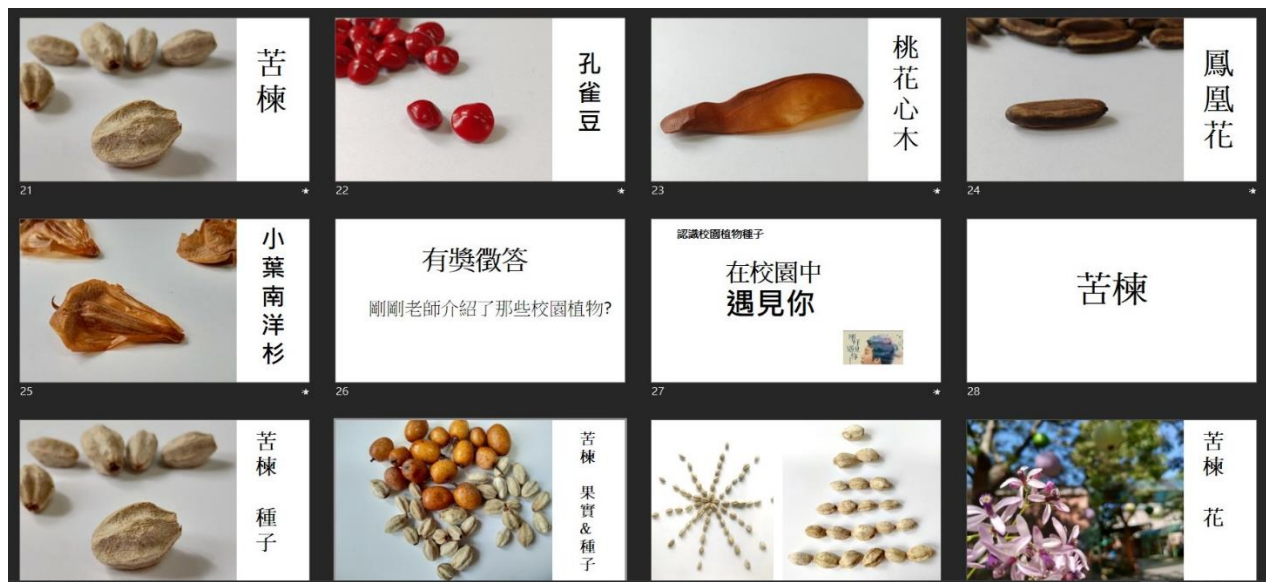 苦楝
孔雀豆
桃花心木
鳳凰花
21
22
23
24
小葉南洋杉
有獎徵答
剛剛老師介紹了那些校園植物?
認識校園植物種子
在校園中
遇見你
苦楝
25
26
27
28
苦楝 種子
苦楝 果實&種子
苦楝 花